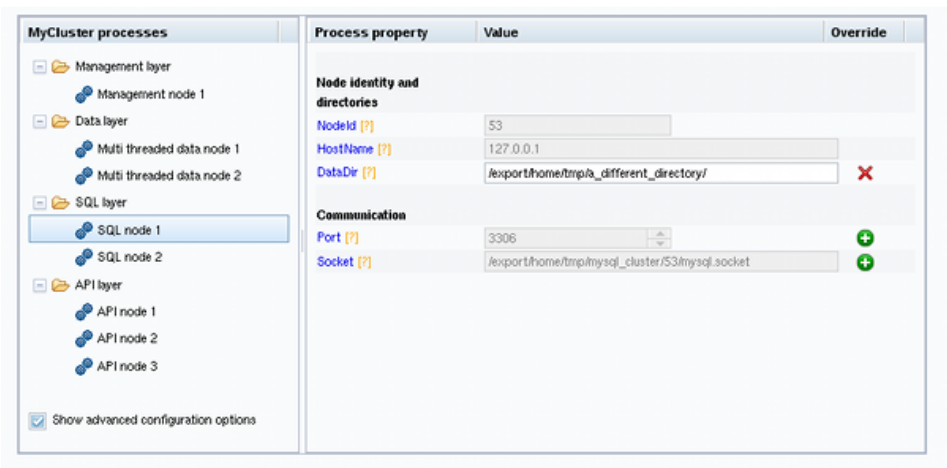 MyCluster processes
Management layer
Management node 1
Data layer
Multi threaded data node 1
Multi threaded data node 2
SQL layer
SQL node 1
SQL node 2
API layer
API node 1
API node 2
API node 3
Show advanced configuration options
Process property Value Override
Node identity and
directories
NodeId [?] 53
HostName [?] 127.0.0.1
DataDir [?] /export/home/tmp/a_different_directory/
Communication
Port [?] 3306
Socket [?] /export/home/tmp/mysql_cluster/53/mysql.socket